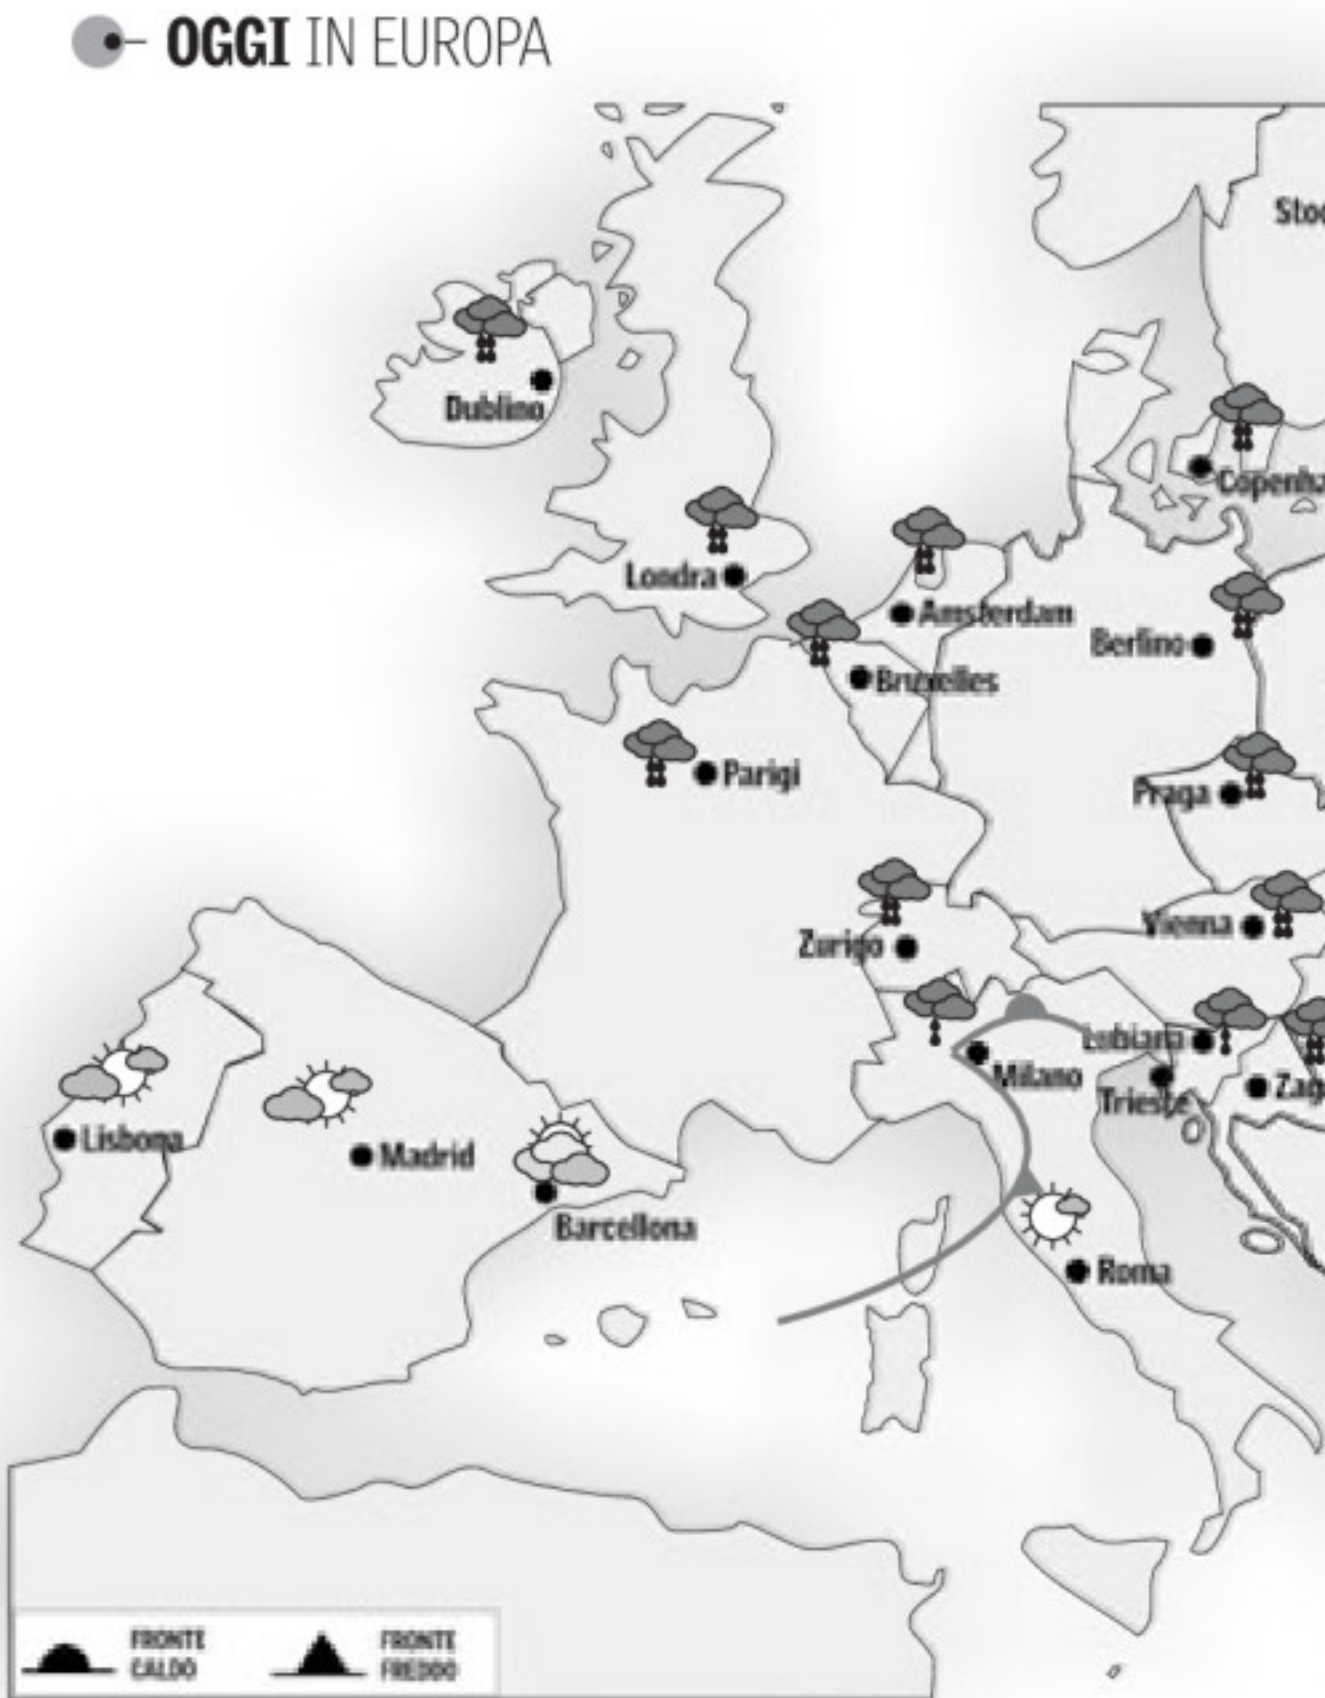 OGGI IN EUROPA
Stoc
Dublino
Copenha
Londra
Amsterdam
Berlino
Bruxelles
Parigi
Praga
Vienna
Zurigo
Lubiana
Milano
Trieste
Zag
Lisbona
Madrid
Barcellona
Roma
FRONTE
CALDO
FRONTE
FREDDO